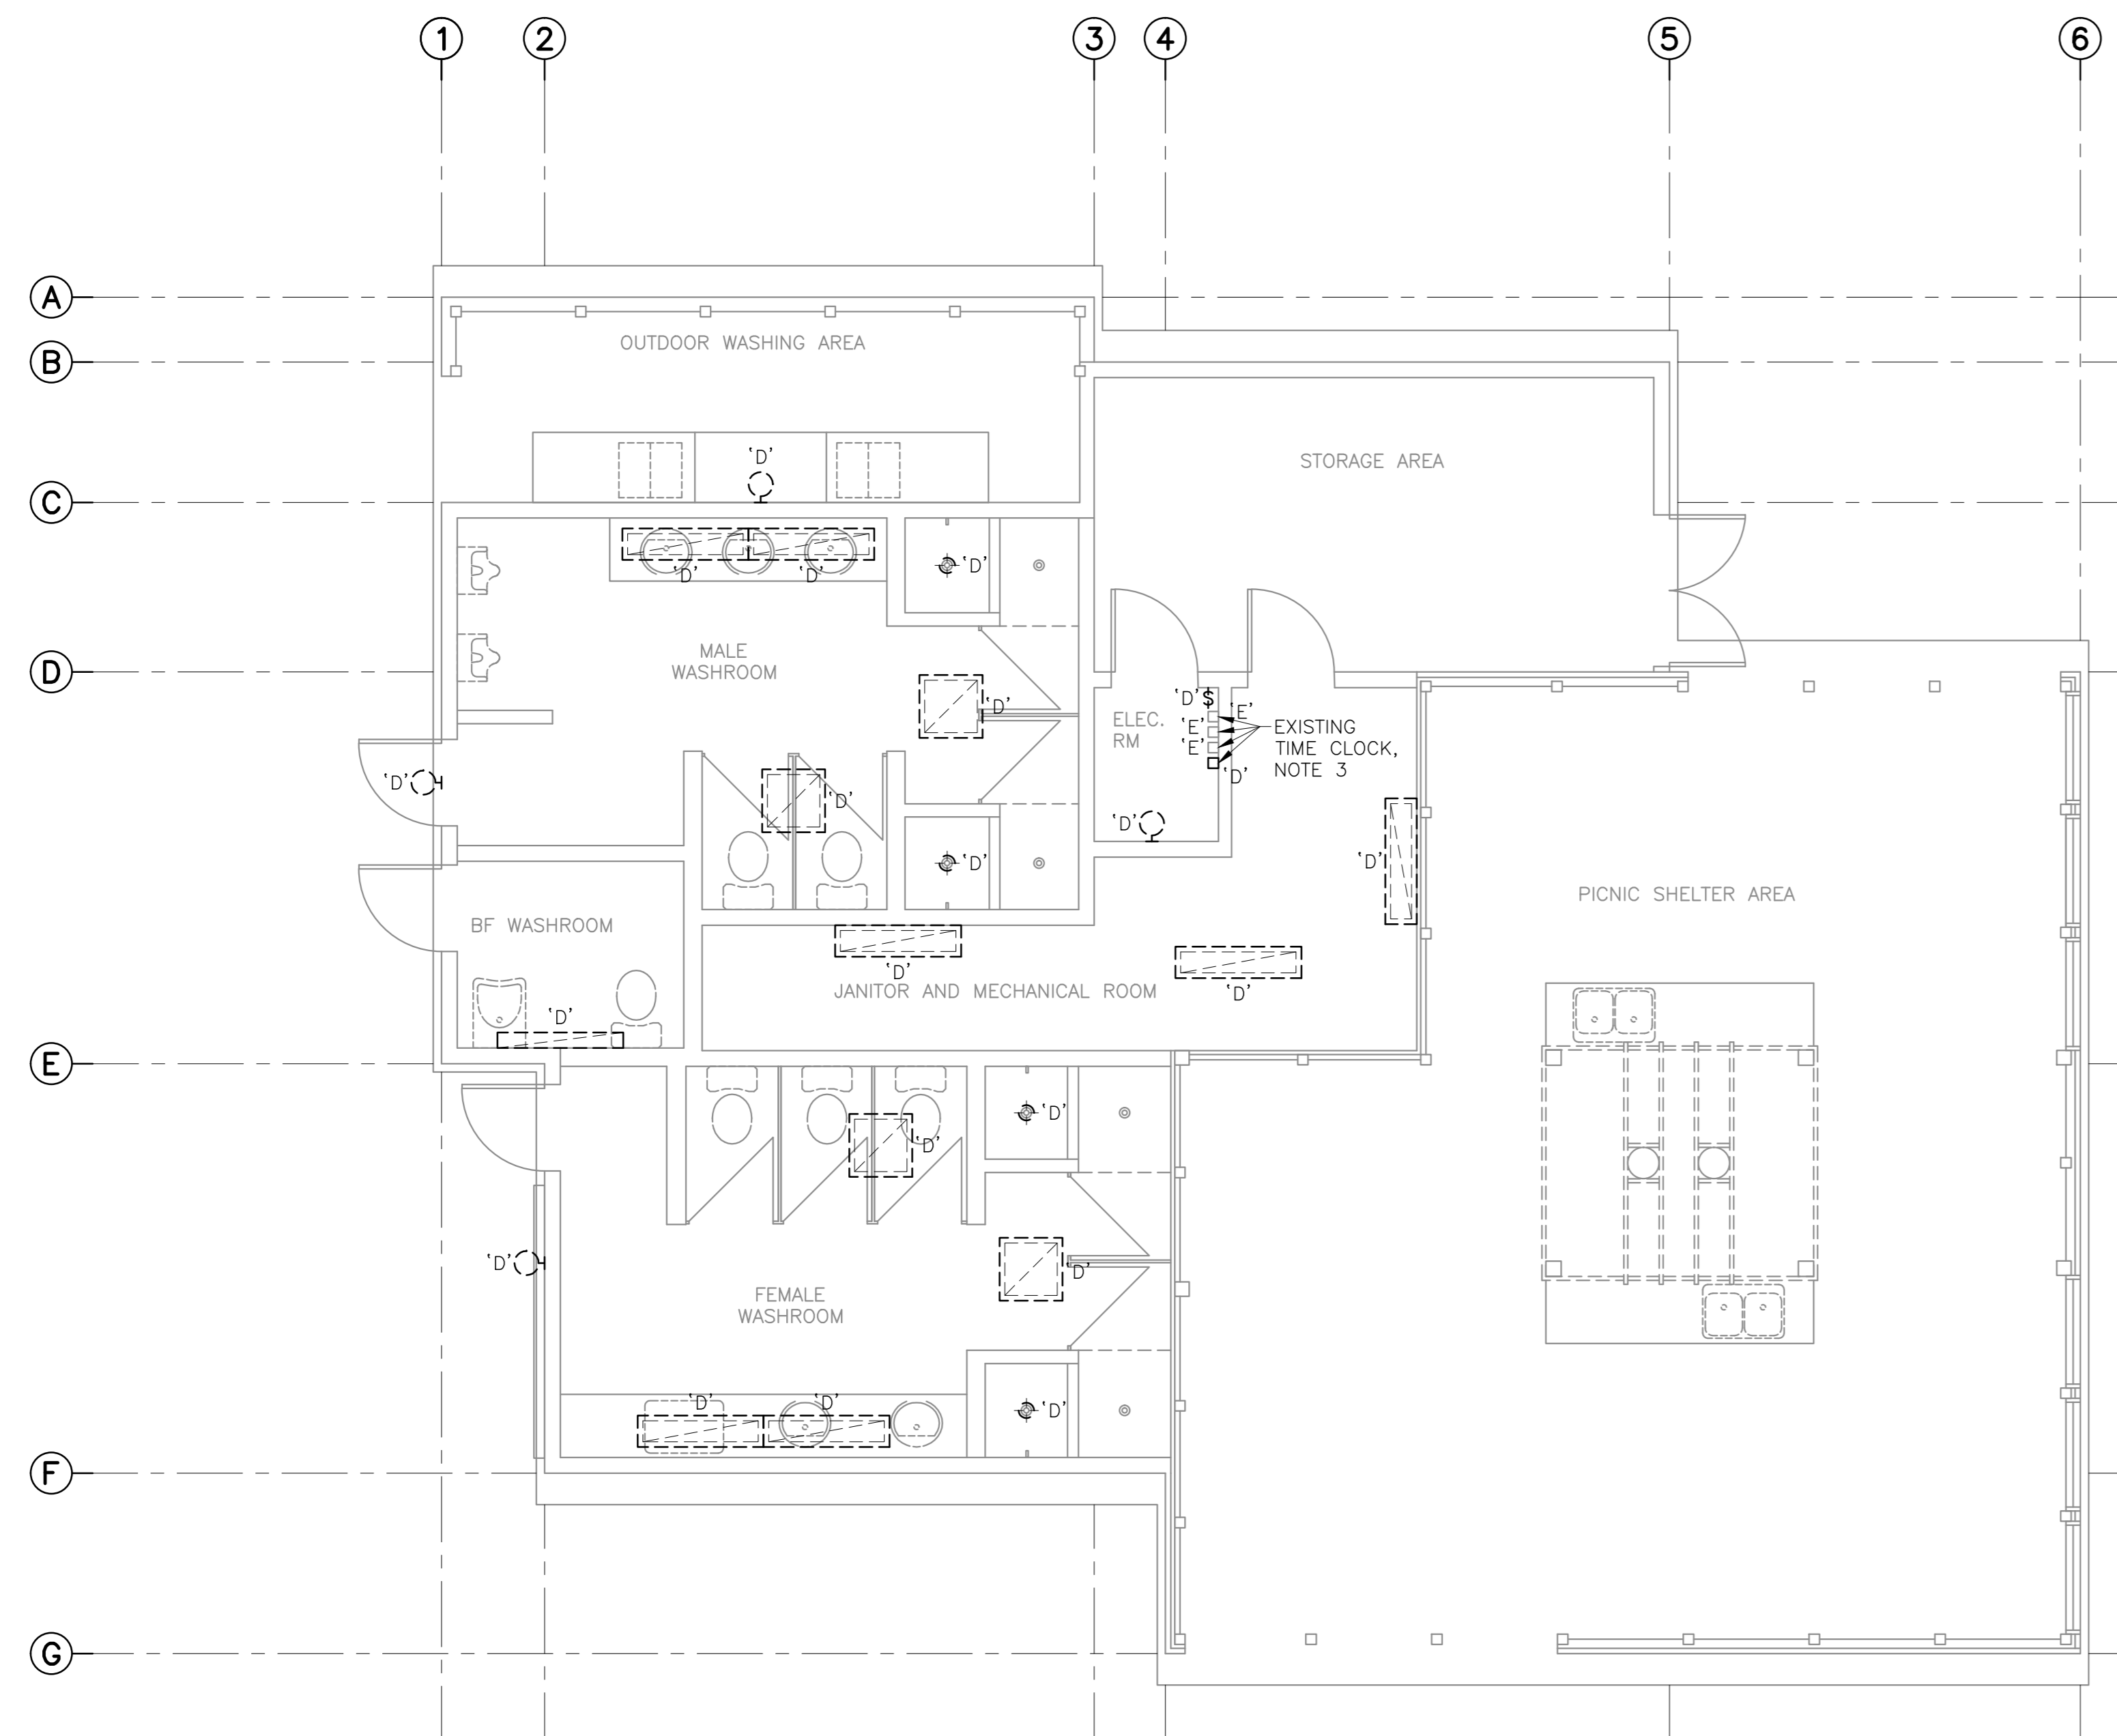 1 2 3 4 5 6
A
OUTDOOR WASHING AREA
B
'D'
STORAGE AREA
C
'D'
'D' 'D'
MALE
WASHROOM
D
'D' $
'D'
'E'
ELEC.
RM
'E'
'E'
'D'
EXISTING
TIME CLOCK,
NOTE 3
'D'
'D'
'D'
'D'
'D'
PICNIC SHELTER AREA
BF WASHROOM
'D'
'D'
JANITOR AND MECHANICAL ROOM
'D'
E
'D'
'D'
'D'
'D'
FEMALE
WASHROOM
'D' 'D'
'D'
F
G